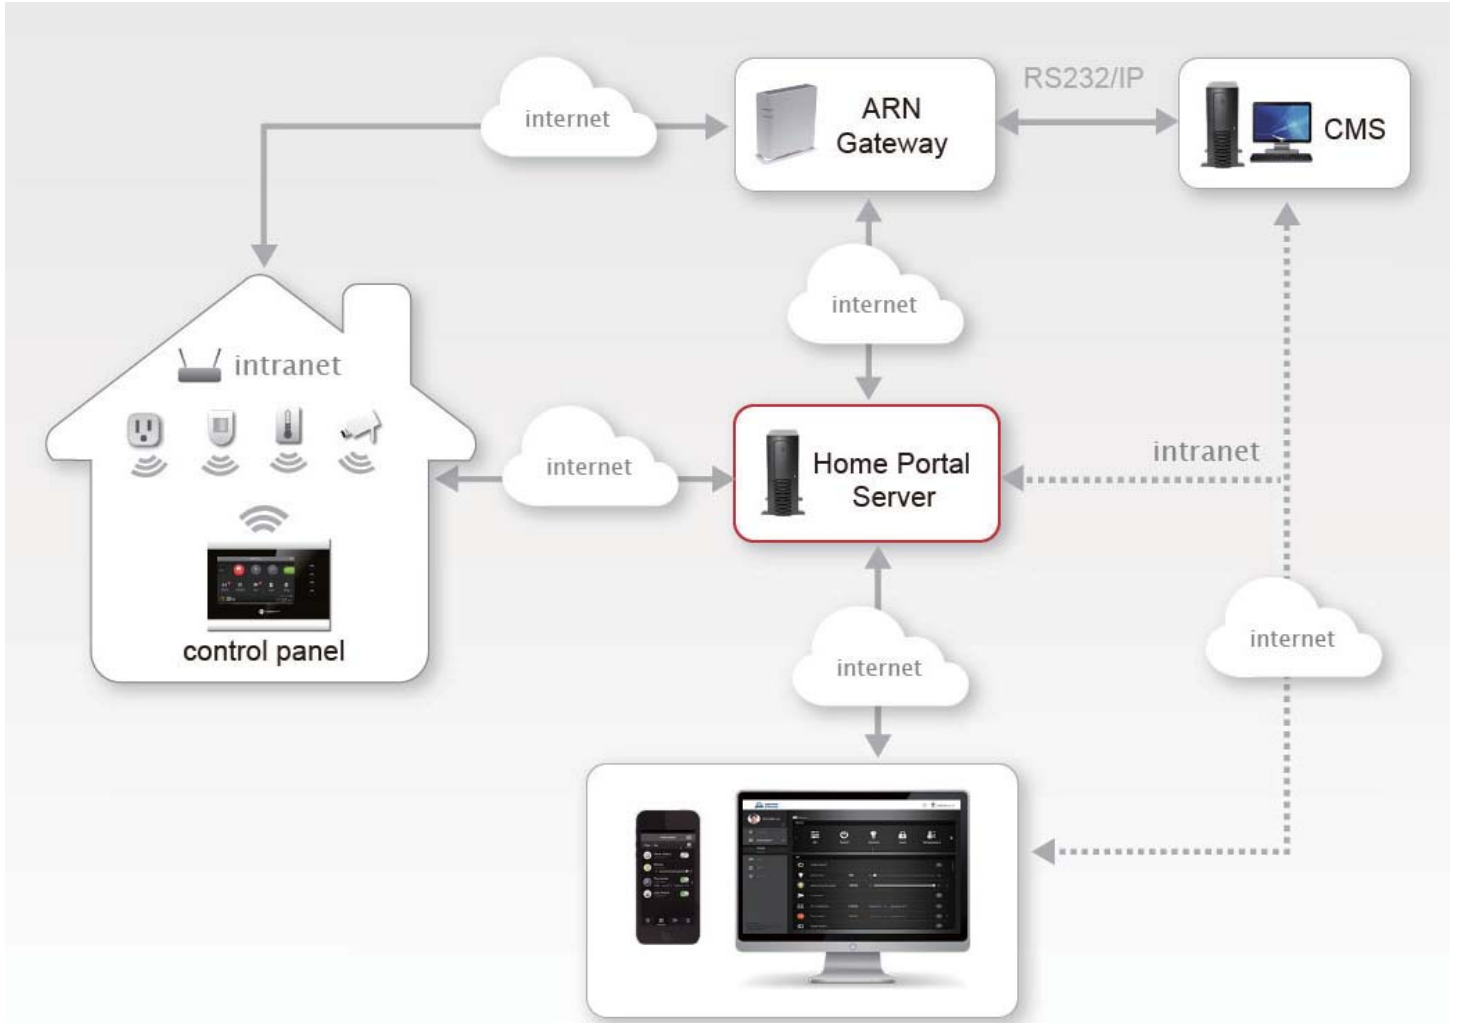 internet
ARN
Gateway
RS232/IP
CMS
internet
intranet
internet
Home Portal
Server
intranet
control panel
internet
internet